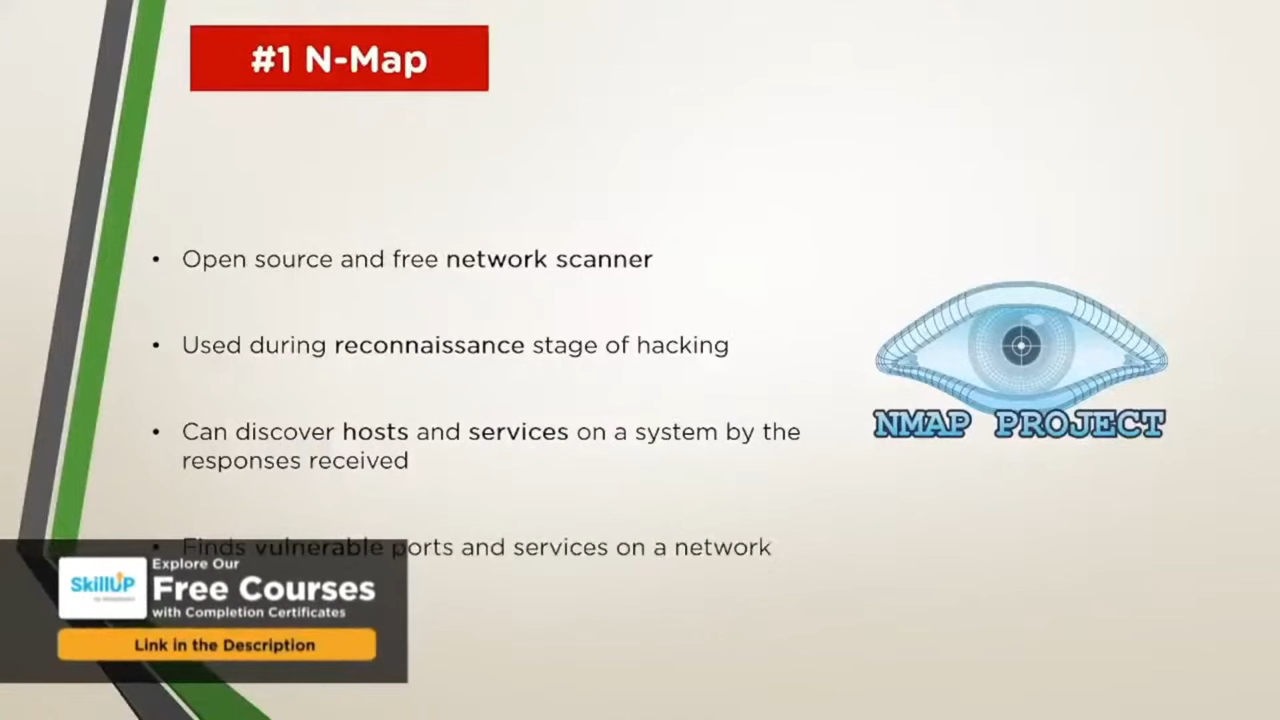 #1 N-Map
• Open source and free network scanner
• Used during reconnaissance stage of hacking
• Can discover hosts and services on a system by the
responses received
• Finds vulnerable ports and services on a network
NMAP PROJECT
SkillUP
Explore Our
Free Courses
with Completion Certificates
Link in the Description